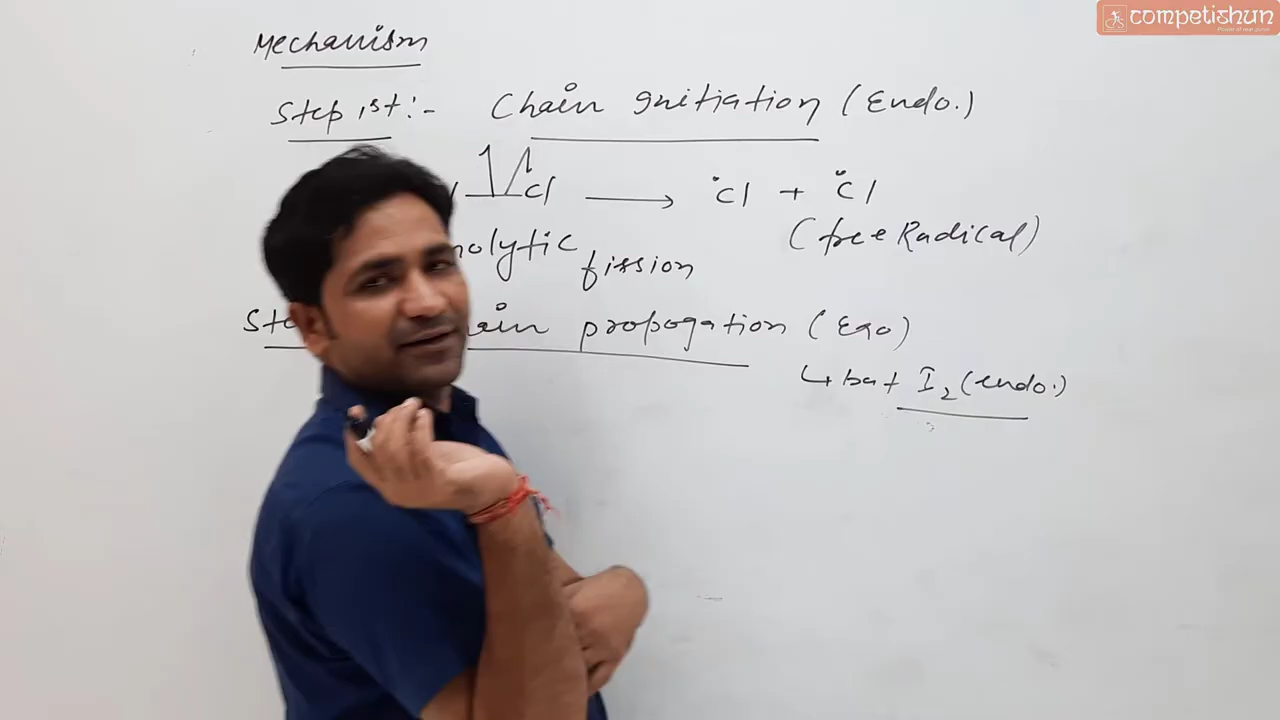 competishun
Mechanism
Step 1st:- Chain Initiation (Endo.)
Cl → Cl + Cl
(free Radical)
fission
propogation (Exo)
↳ but I2 (endo.)